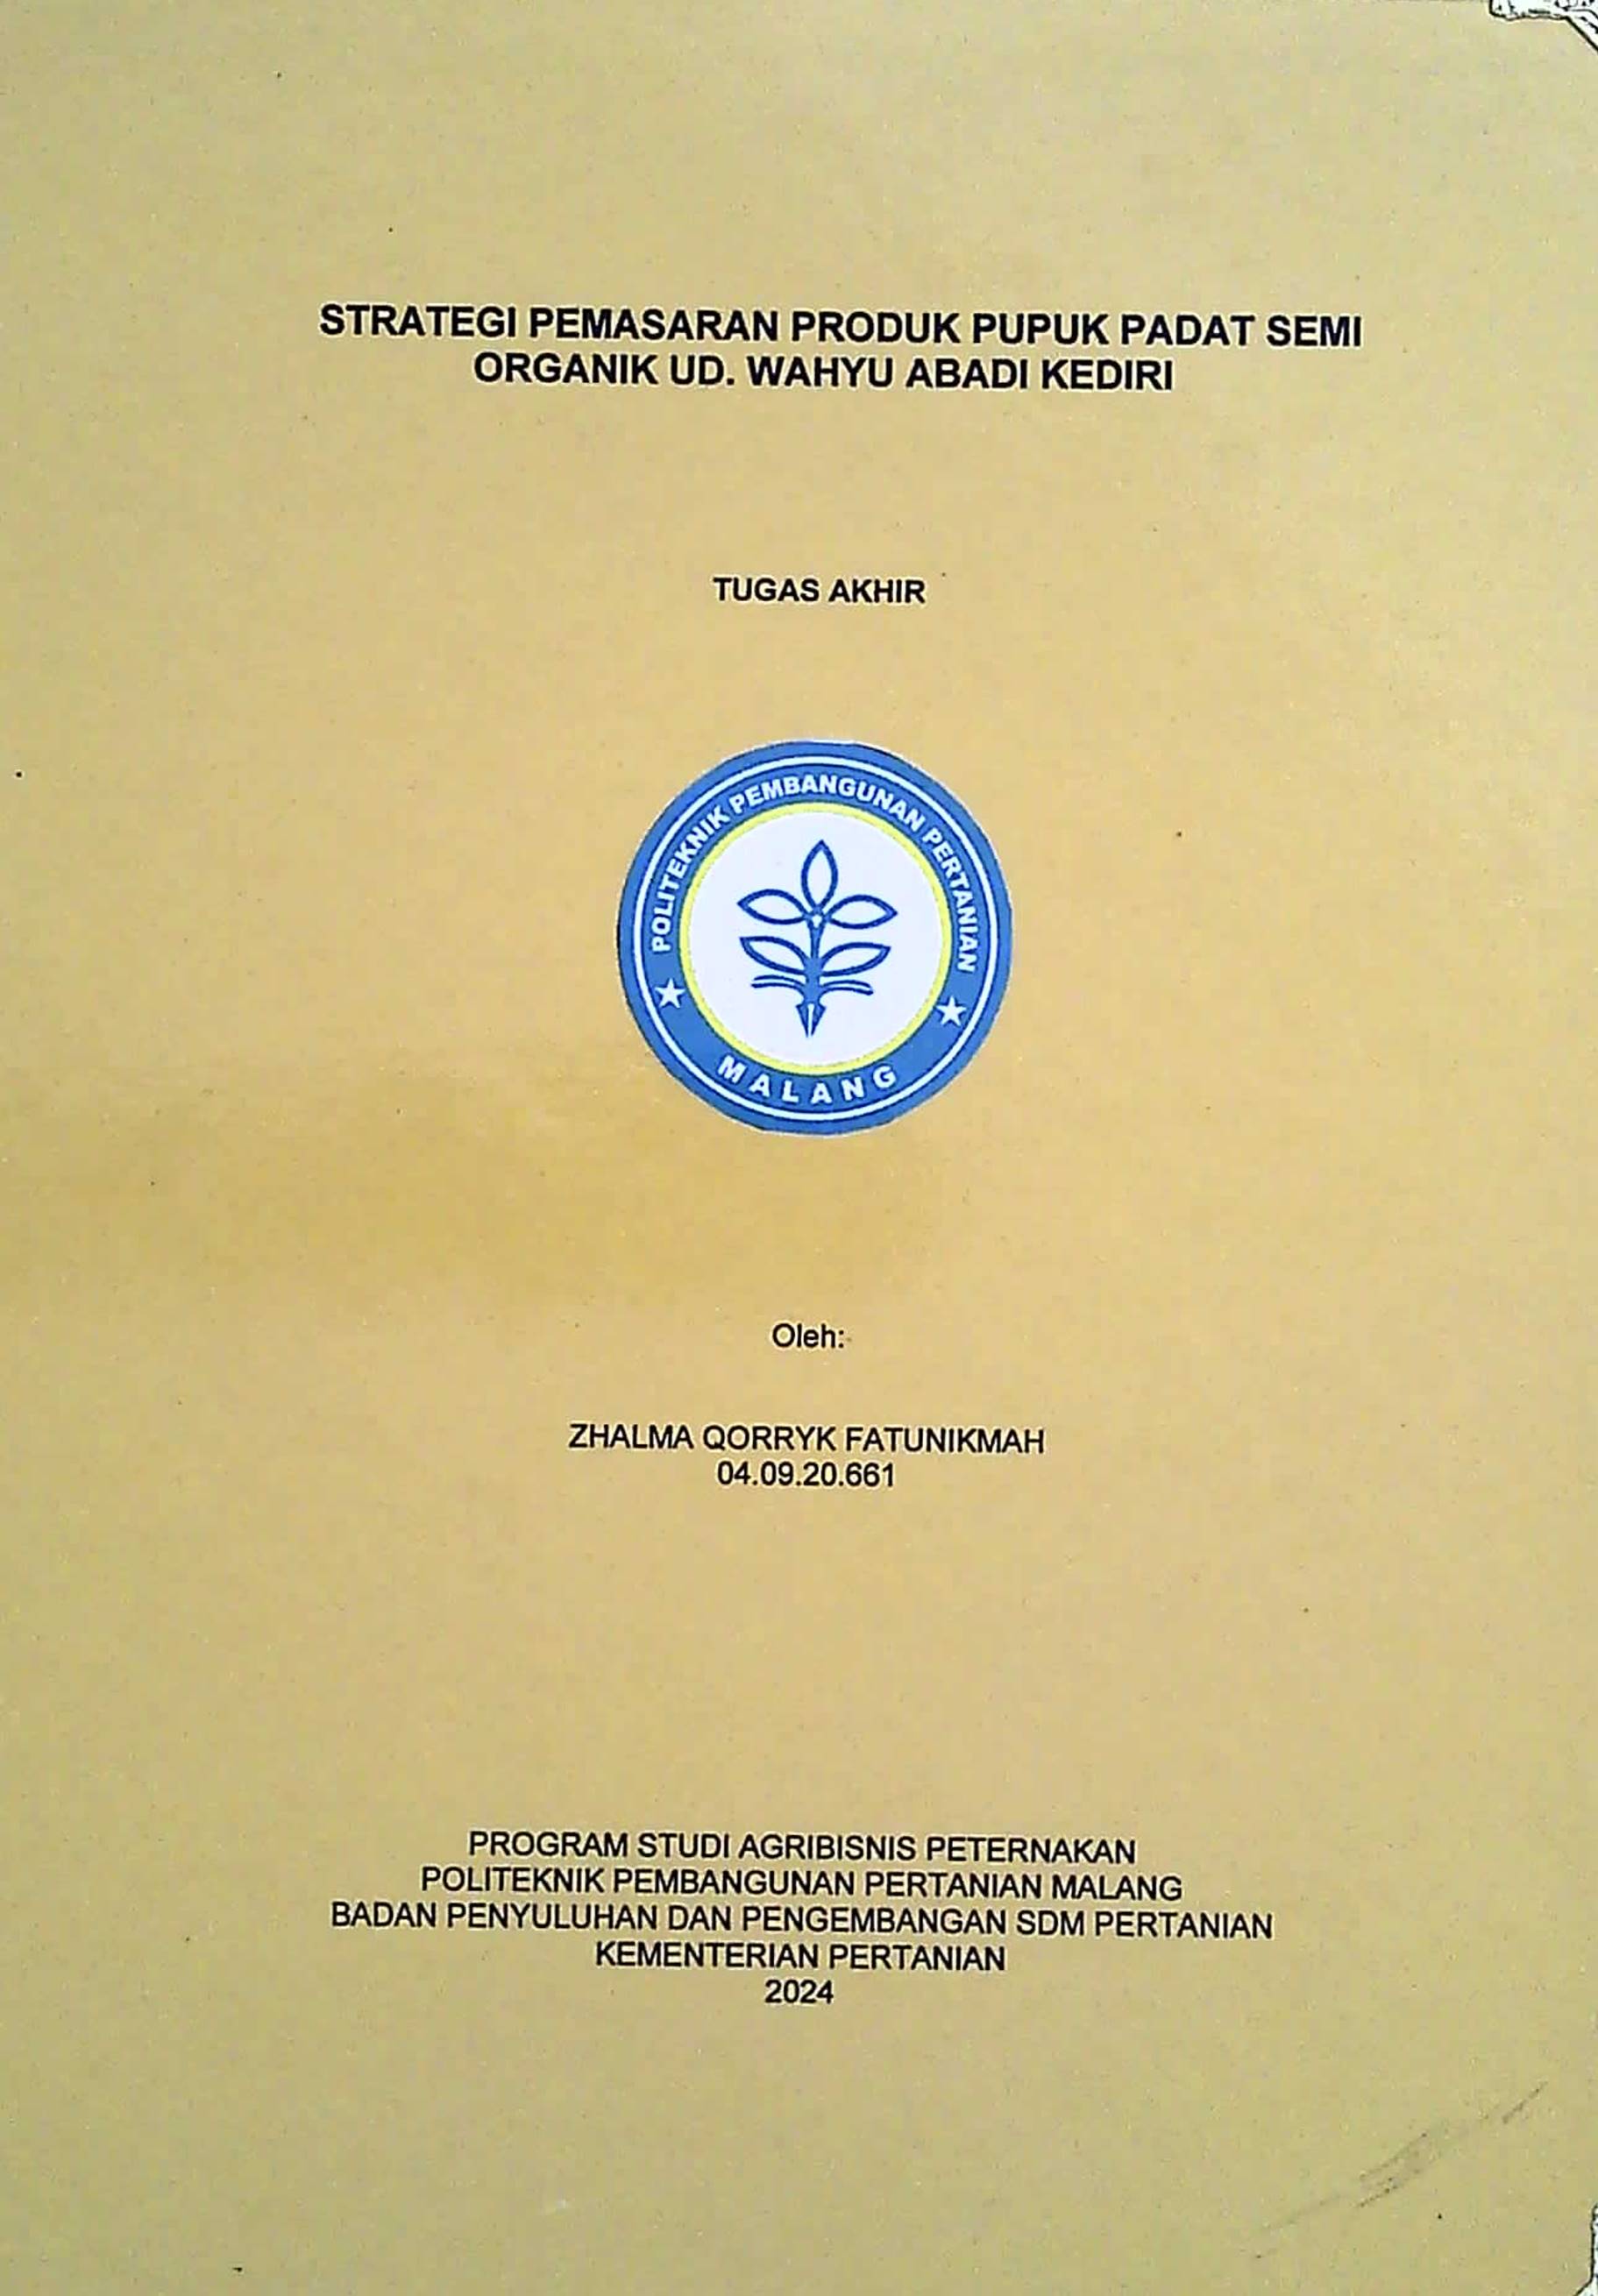 STRATEGI PEMASARAN PRODUK PUPUK PADAT SEMI
ORGANIK UD. WAHYU ABADI KEDIRI
TUGAS AKHIR
POLITEKNIK PEMBANGUNAN PERTANIAN
MALANG
Oleh:
ZHALMA QORRYK FATUNIKMAH
04.09.20.661
PROGRAM STUDI AGRIBISNIS PETERNAKAN
POLITEKNIK PEMBANGUNAN PERTANIAN MALANG
BADAN PENYULUHAN DAN PENGEMBANGAN SDM PERTANIAN
KEMENTERIAN PERTANIAN
2024